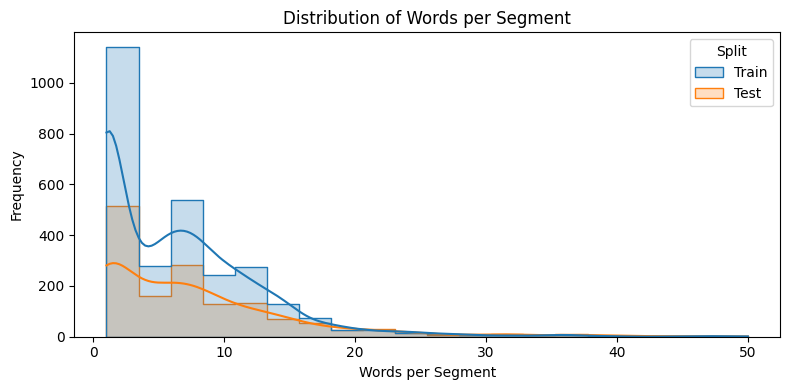 Distribution of Words per Segment
Split
Train
Test
Frequency
1000
800
600
400
200
0
0 10 20 30 40 50
Words per Segment